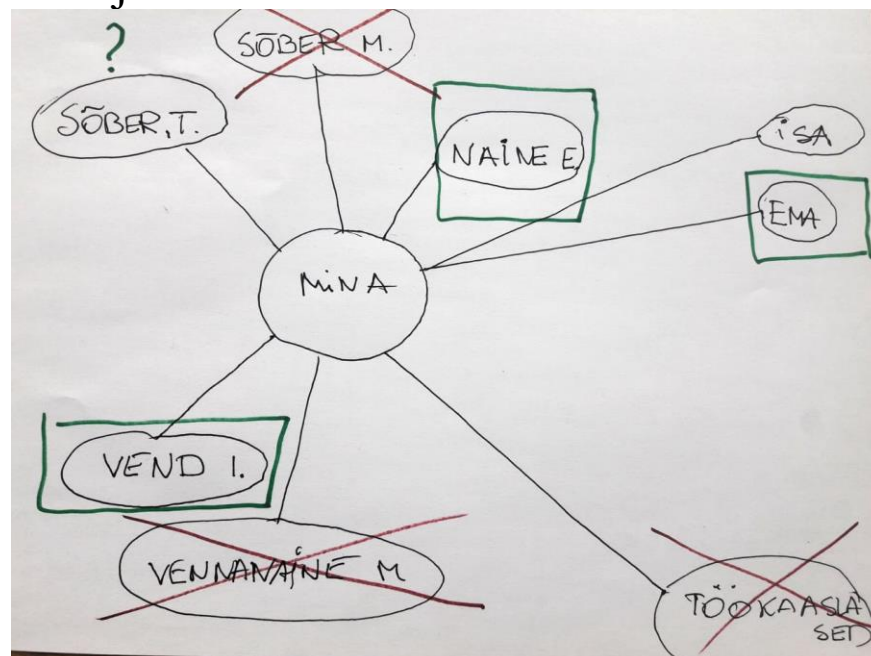 ?
SÕBER M.
SÕBER, T.
NAINE E.
ISA
EMA
MINA
VEND I.
VENNANAINE M
TÖÖKAASLA
SET